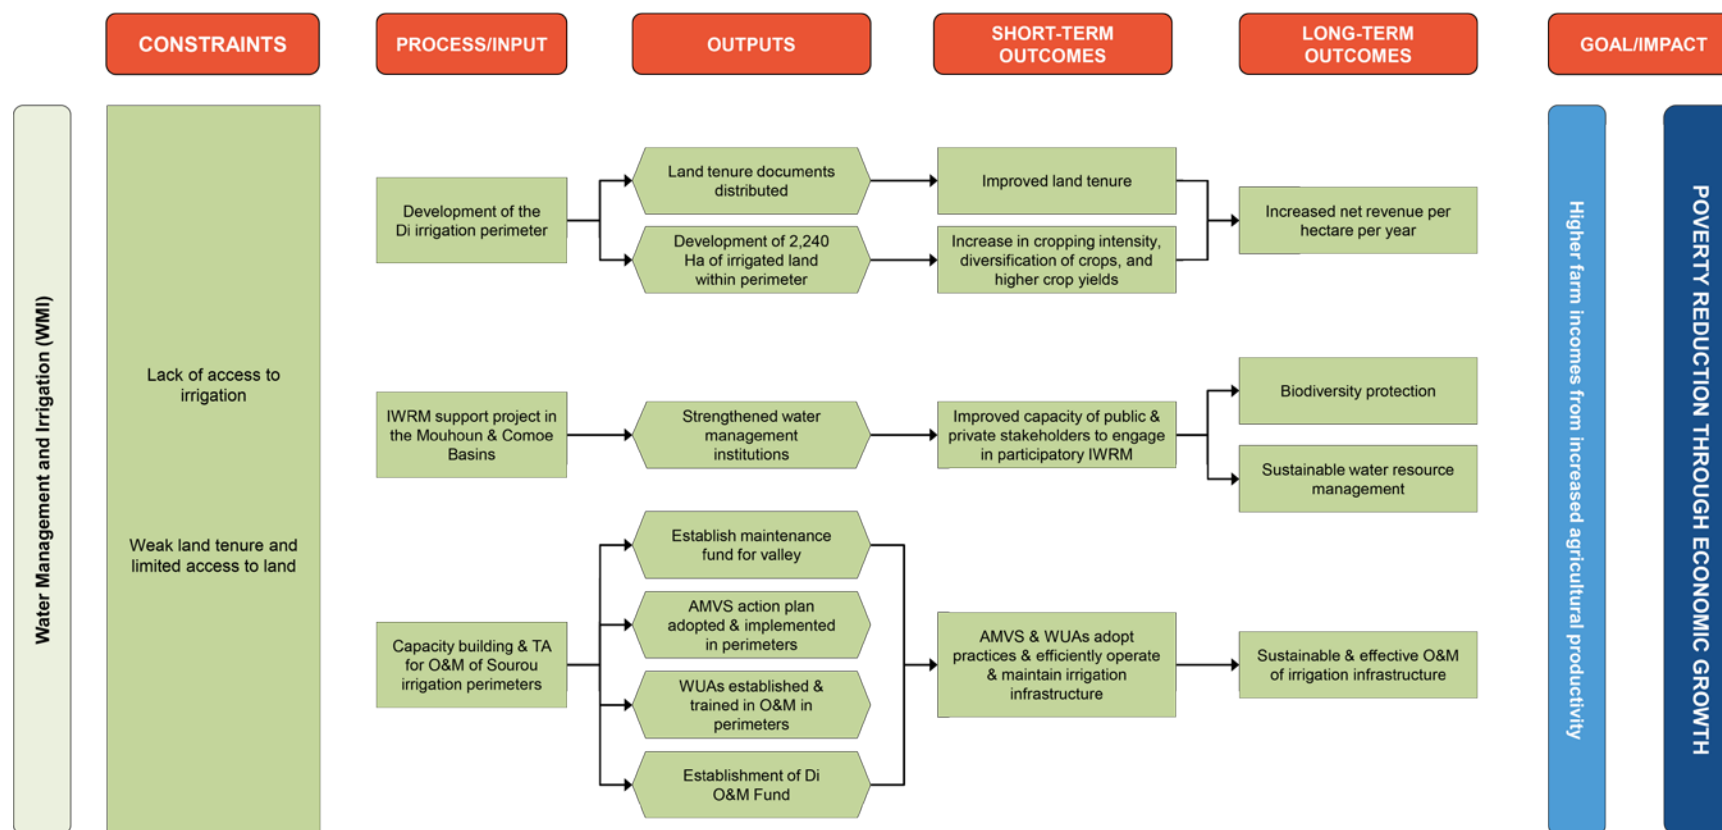 CONSTRAINTS
PROCESS/INPUT
OUTPUTS
SHORT-TERM
OUTCOMES
LONG-TERM
OUTCOMES
GOAL/IMPACT
Water Management and Irrigation (WMI)
Lack of access to
irrigation
Weak land tenure and
limited access to land
Development of the
Di irrigation perimeter
Land tenure documents
distributed
Improved land tenure
Development of 2,240
Ha of irrigated land
within perimeter
Increase in cropping intensity,
diversification of crops, and
higher crop yields
Increased net revenue per
hectare per year
IWRM support project in
the Mouhoun & Comoe
Basins
Strengthened water
management
institutions
Improved capacity of public &
private stakeholders to engage
in participatory IWRM
Biodiversity protection
Sustainable water resource
management
Capacity building & TA
for O&M of Sourou
irrigation perimeters
Establish maintenance
fund for valley
AMVS action plan
adopted & implemented
in perimeters
WUAs established &
trained in O&M in
perimeters
Establishment of Di
O&M Fund
AMVS & WUAs adopt
practices & efficiently operate
& maintain irrigation
infrastructure
Sustainable & effective O&M
of irrigation infrastructure
Higher farm incomes from increased agricultural productivity
POVERTY REDUCTION THROUGH ECONOMIC GROWTH